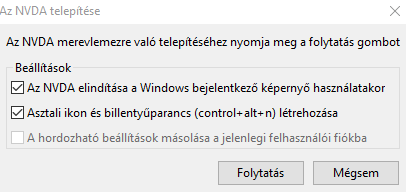 Az NVDA telepítése
Az NVDA merevlemezre való telepítéséhez nyomja meg a folytatás gombot
Beállítások
Az NVDA elindítása a Windows bejelentkező képernyő használatakor
Asztali ikon és billentyűparancs (control+alt+n) létrehozása
A hordozható beállítások másolása a jelenlegi felhasználói fiókba
Folytatás Mégsem